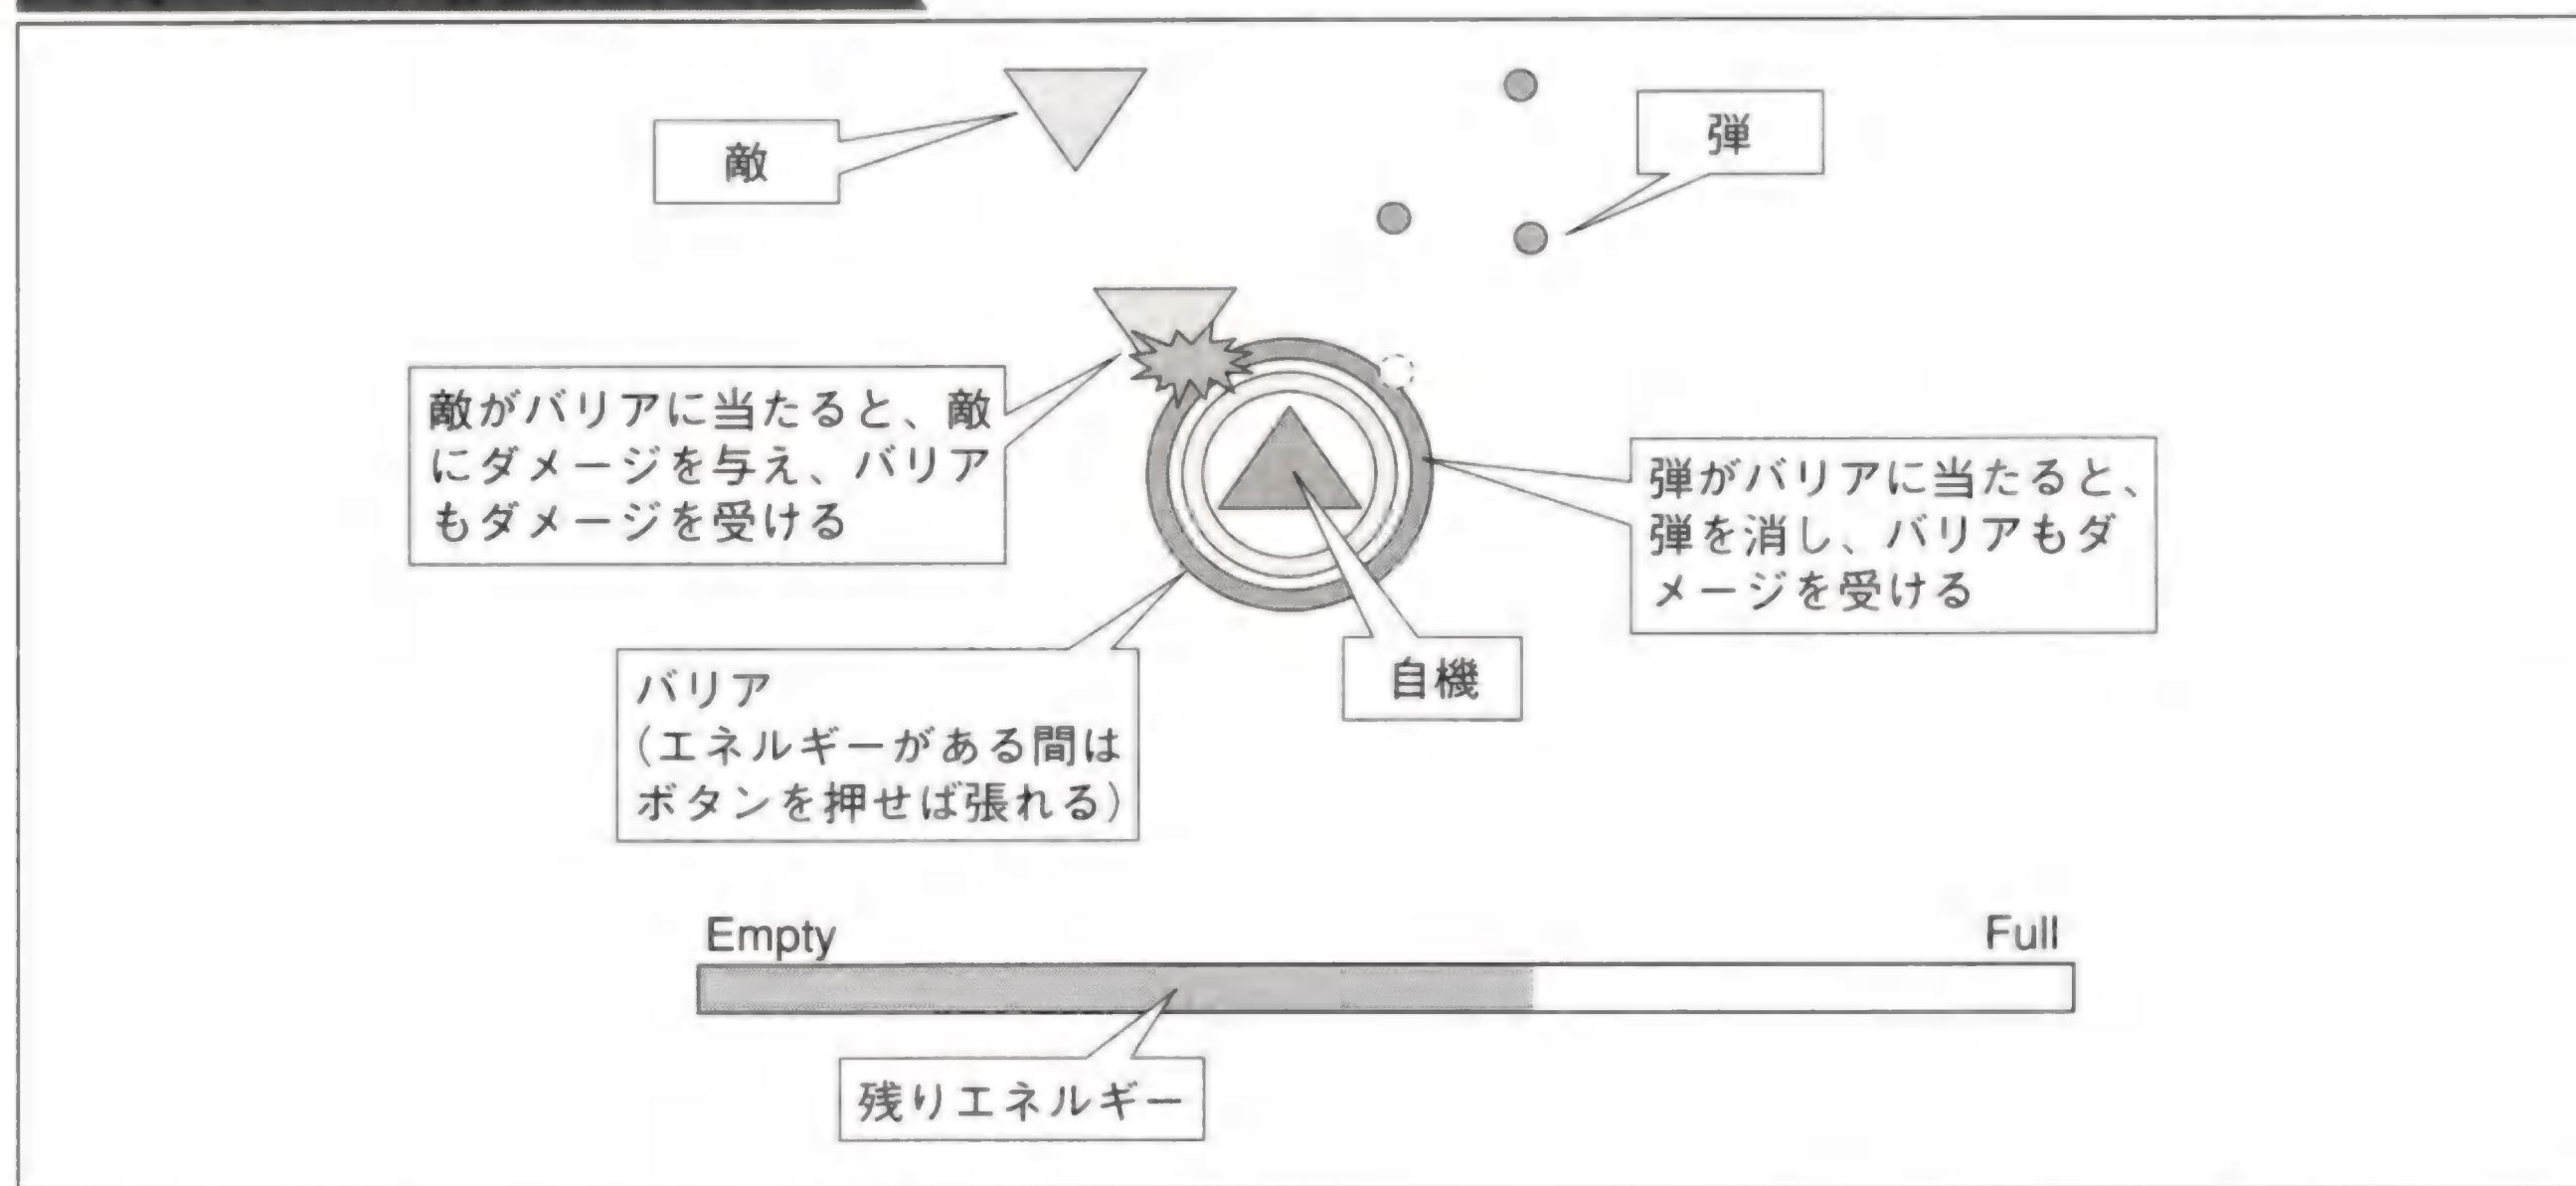 敵
弾
敵がバリアに当たると、敵
にダメージを与え、バリア
もダメージを受ける
弾がバリアに当たると、
弾を消し、バリアもダ
メージを受ける
自機
バリア
(エネルギーがある間は
ボタンを押せば張れる)
Empty
Full
残りエネルギー